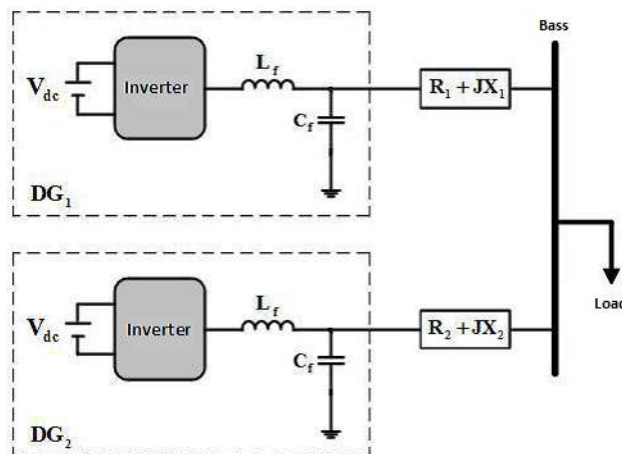 Bass
L_f
V_dc
Inverter
R_1 + JX_1
C_f
DG_1
Load
L_f
V_dc
Inverter
R_2 + JX_2
C_f
DG_2